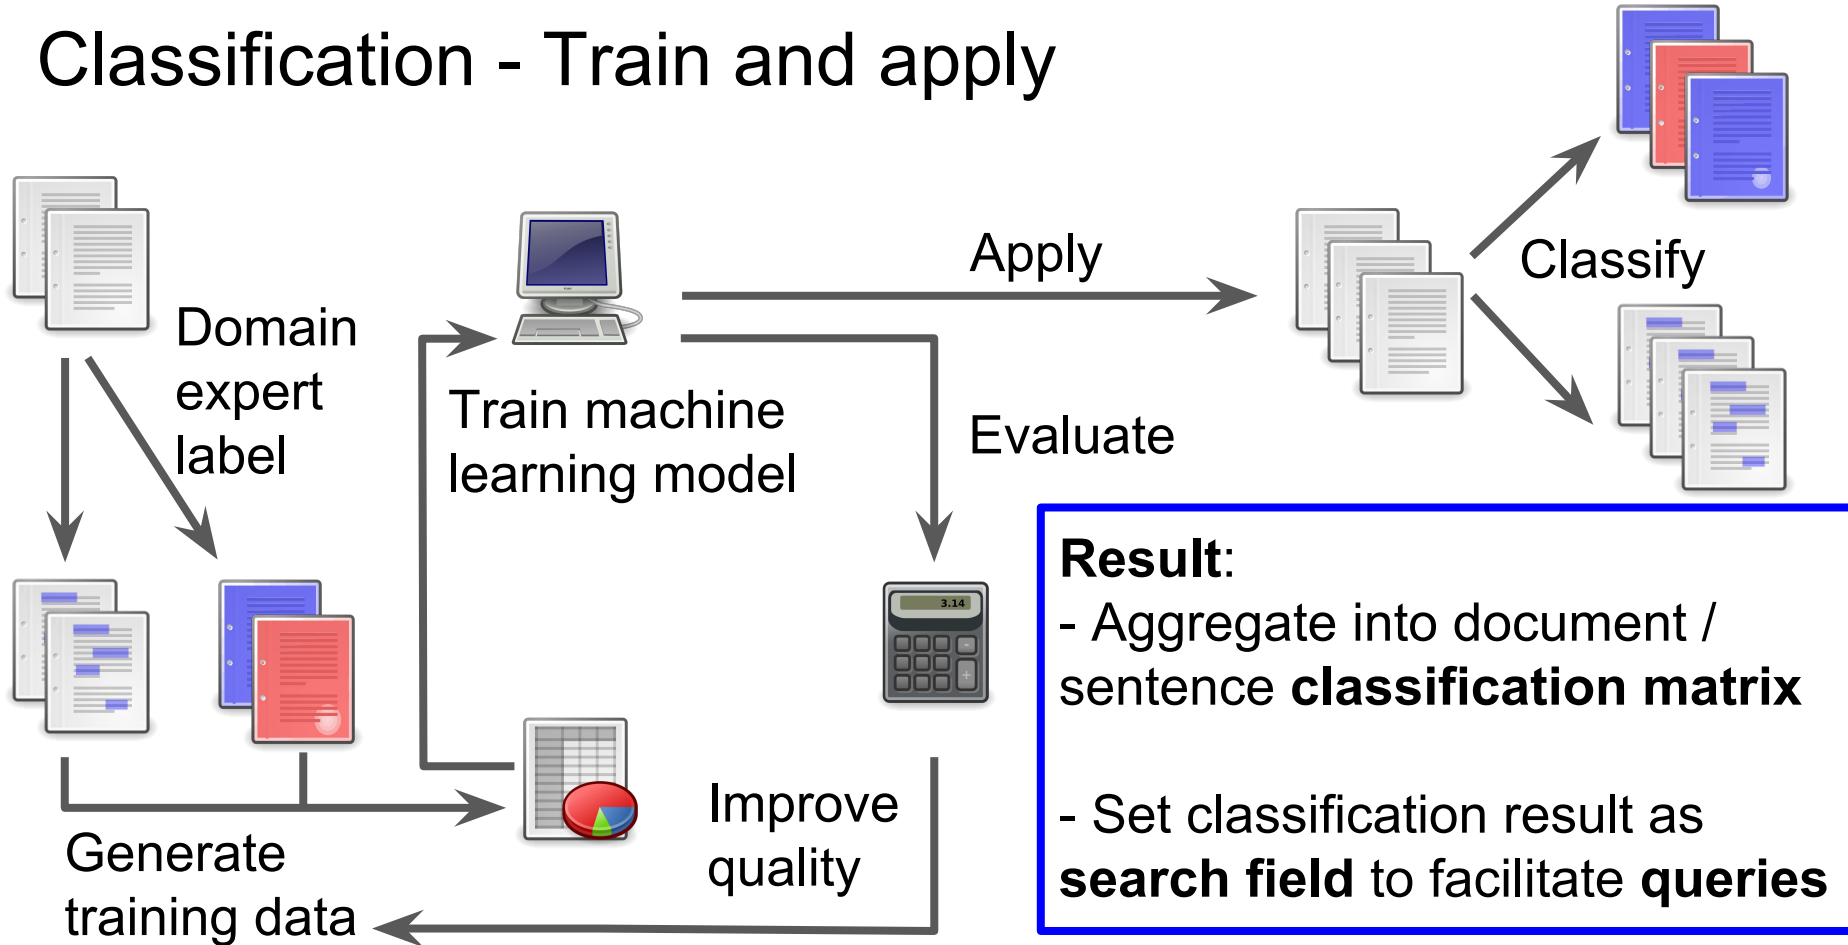 Classification - Train and apply
Domain
expert
label
Train machine
learning model
Apply
Classify
Evaluate
3.14
Generate
training data
Improve
quality
Result:
- Aggregate into document /
sentence classification matrix
- Set classification result as
search field to facilitate queries